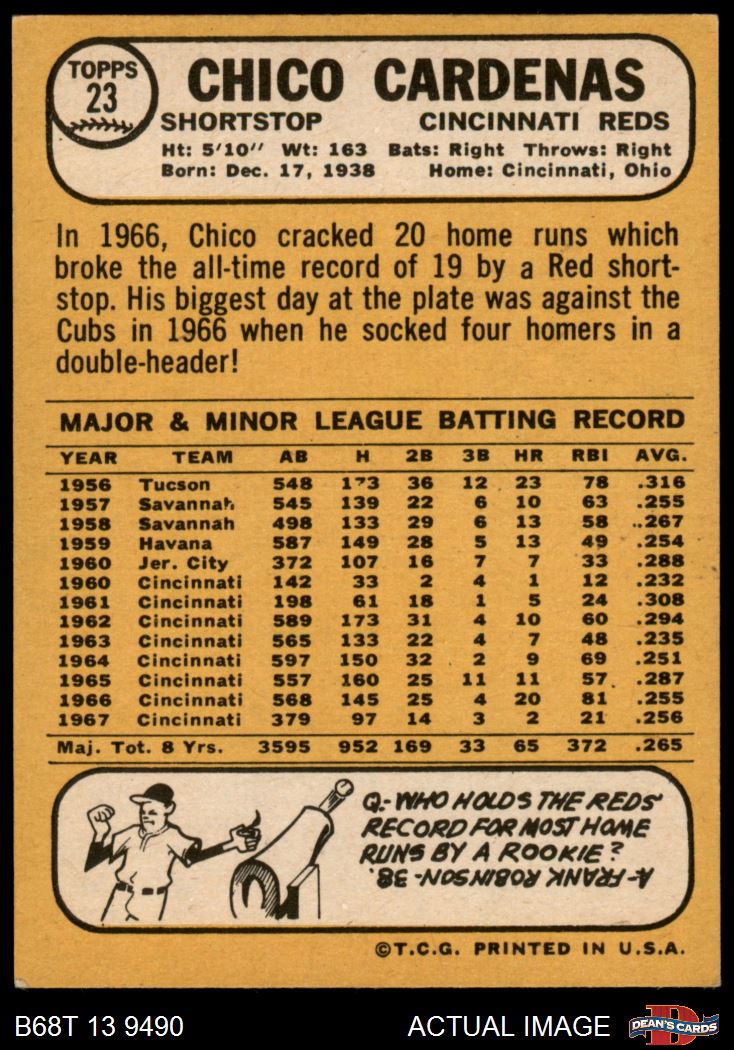 TOPPS
23
CHICO CARDENAS
SHORTSTOP CINCINNATI REDS
Ht: 5'10" Wt: 163 Bats: Right Throws: Right
Born: Dec. 17, 1938 Home: Cincinnati, Ohio
In 1966, Chico cracked 20 home runs which
broke the all-time record of 19 by a Red short-
stop. His biggest day at the plate was against the
Cubs in 1966 when he socked four homers in a
double-header!
MAJOR & MINOR LEAGUE BATTING RECORD
YEAR TEAM AB H 2B 3B HR RBI AVG.
1956 Tucson 548 173 36 12 23 78 .316
1957 Savannah 545 139 22 6 10 63 .255
1958 Savannah 498 133 29 6 13 58 .267
1959 Havana 587 149 28 5 13 49 .254
1960 Jer. City 372 107 16 7 7 33 .288
1960 Cincinnati 142 33 2 4 1 12 .232
1961 Cincinnati 198 61 18 1 5 24 .308
1962 Cincinnati 589 173 31 4 10 60 .294
1963 Cincinnati 565 133 22 4 7 48 .235
1964 Cincinnati 597 150 32 2 9 69 .251
1965 Cincinnati 557 160 25 11 11 57 .287
1966 Cincinnati 568 145 25 4 20 81 .255
1967 Cincinnati 379 97 14 3 2 21 .256
Maj. Tot. 8 Yrs. 3595 952 169 33 65 372 .265
Q-WHO HOLDS THE REDS'
RECORD FOR MOST HOME
RUNS BY A ROOKIE?
A-FRANK ROBINSON-38.
©T.C.G. PRINTED IN U.S.A.
B68T 13 9490 ACTUAL IMAGE DEAN'S CARDS